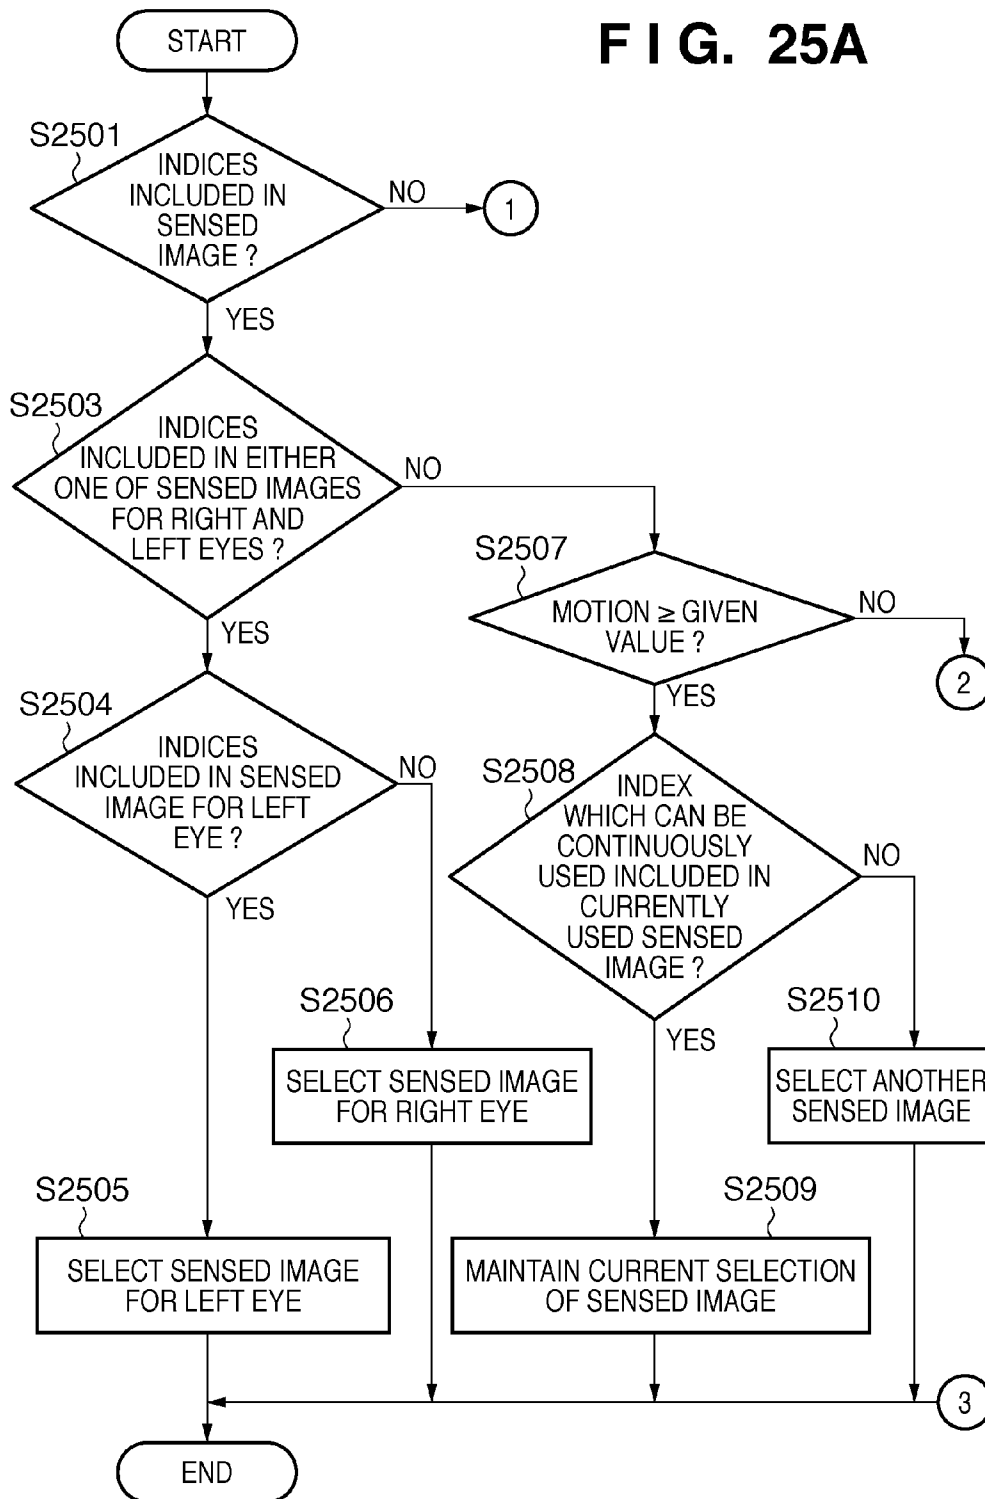 FIG. 25A
START
S2501
INDICES
INCLUDED IN
SENSED
IMAGE ?
NO
1
YES
S2503
INDICES
INCLUDED IN EITHER
ONE OF SENSED IMAGES
FOR RIGHT AND
LEFT EYES ?
NO
YES
S2507
MOTION ≥ GIVEN
VALUE ?
NO
2
YES
S2504
INDICES
INCLUDED IN SENSED
IMAGE FOR LEFT
EYE ?
NO
YES
S2508
INDEX
WHICH CAN BE
CONTINUOUSLY
USED INCLUDED IN
CURRENTLY
USED SENSED
IMAGE ?
NO
YES
S2506
SELECT SENSED IMAGE
FOR RIGHT EYE
S2510
SELECT ANOTHER
SENSED IMAGE
S2505
SELECT SENSED IMAGE
FOR LEFT EYE
S2509
MAINTAIN CURRENT SELECTION
OF SENSED IMAGE
3
END